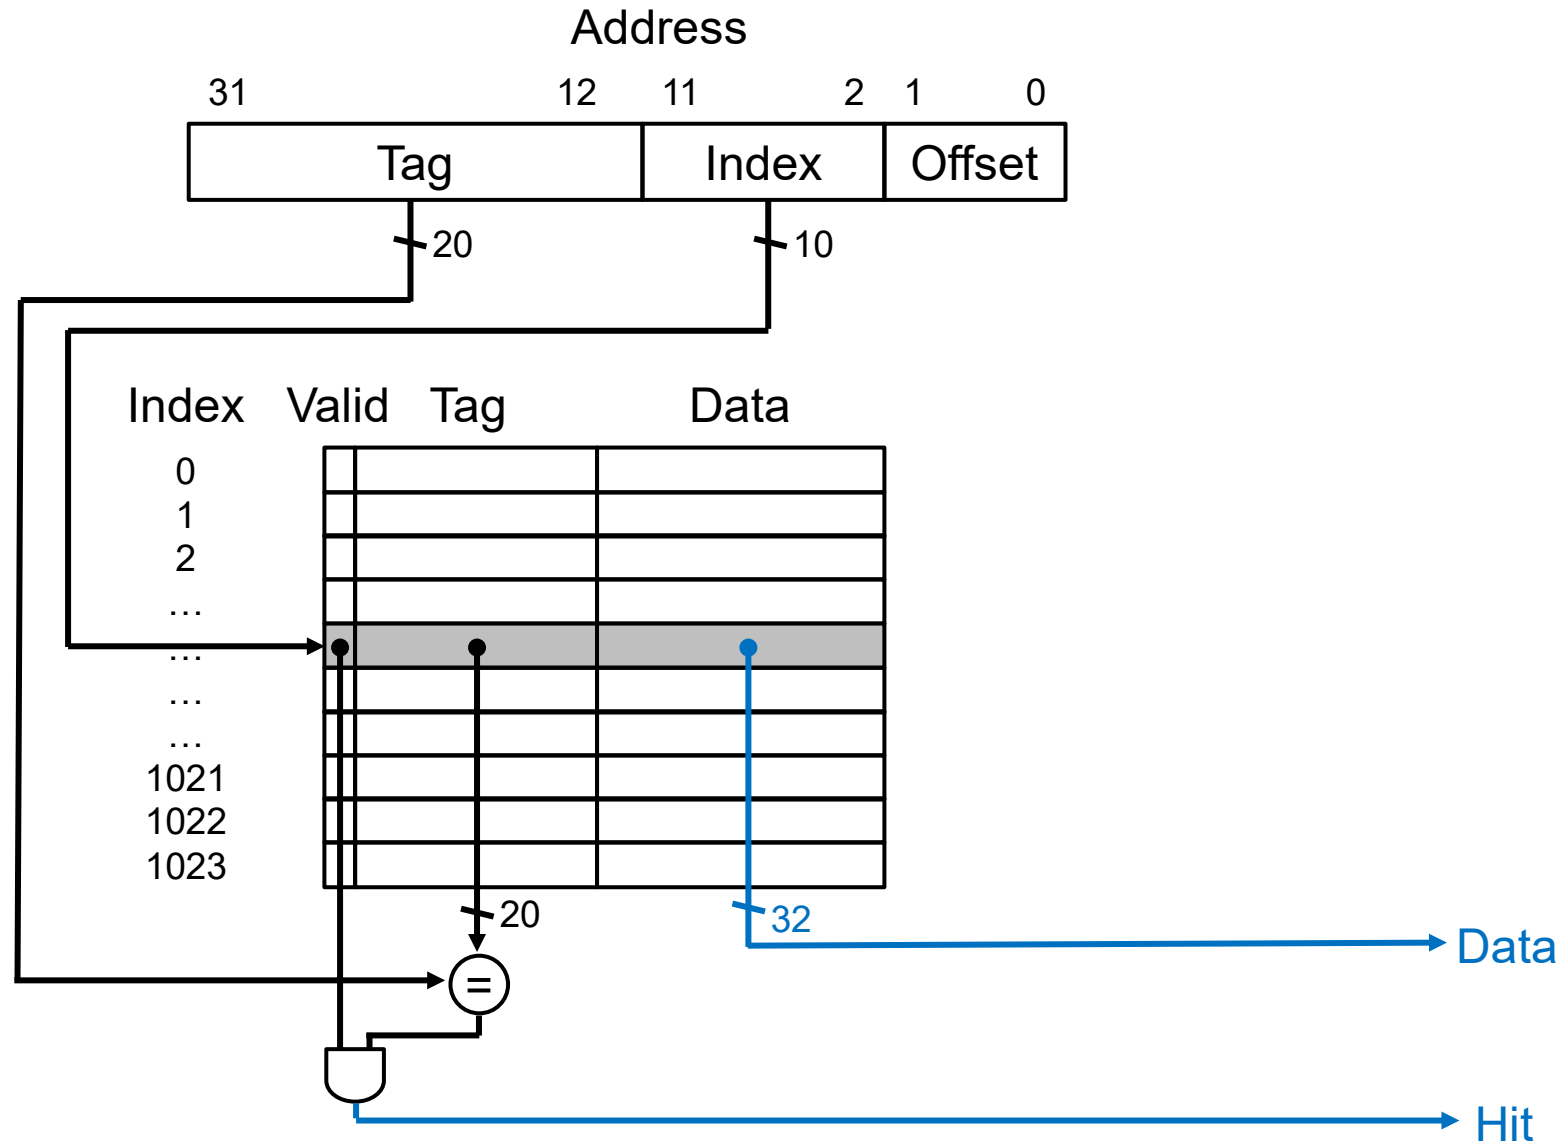 Address
31 12 11 2 1 0
Tag Index Offset
20 10
Index Valid Tag Data
0
1
2
...
...
...
...
1021
1022
1023
20 32
Data
=
Hit